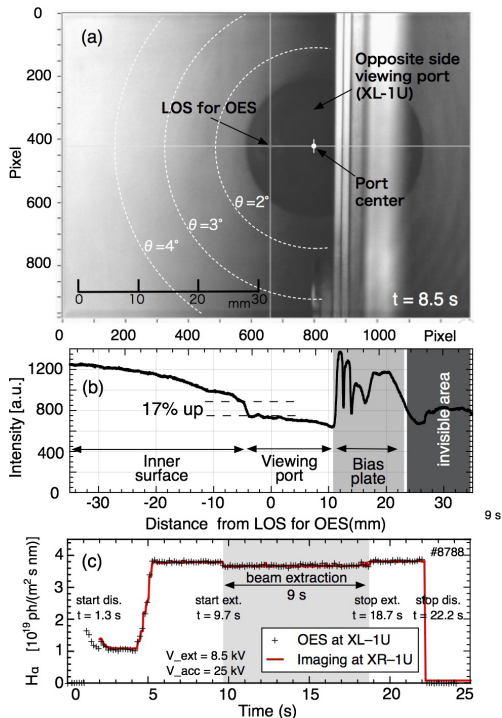 0
(a)
Opposite side
viewing port
(XL-1U)
200
LOS for OES
400
Pixel
Port
center
600
θ=2°
θ=3°
θ=4°
800
0 10 20 30
mm
t = 8.5 s
0 200 400 600 800 1000 Pixel
(b)
1200
800
400
0
Intensity [a.u.]
17% up
Inner
surface
Viewing
port
Bias
plate
invisible area
-30 -20 -10 0 10 20 30
Distance from LOS for OES(mm)
9 s
(c)
#8788
4
3
2
1
0
Hα [10^19 ph/(m^2 s nm)]
beam extraction
9 s
start dis.
t = 1.3 s
start ext.
t = 9.7 s
stop ext.
t = 18.7 s
stop dis.
t = 22.2 s
V_ext = 8.5 kV
V_acc = 25 kV
OES at XL–1U
Imaging at XR–1U
0 5 10 15 20 25
Time (s)